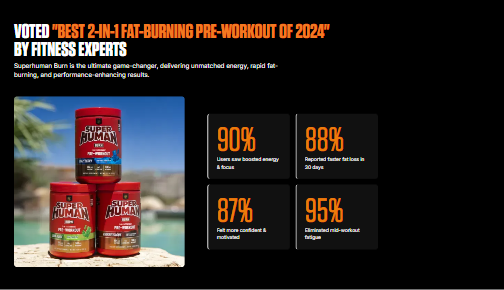 VOTED "BEST 2-IN-1 FAT-BURNING PRE-WORKOUT OF 2024"
BY FITNESS EXPERTS
Superhuman Burn is the ultimate game-changer, delivering unmatched energy, rapid fat-
burning, and performance-enhancing results.
SUPER
HUMAN
BURN
PRE-WORKOUT
SUPER
HUMAN
PRE-WORKOUT
SUPER
HUMAN
PRE-WORKOUT
90%
Users saw boosted energy
& focus
88%
Reported faster fat loss in
30 days
87%
Felt more confident &
motivated
95%
Eliminated mid-workout
fatigue